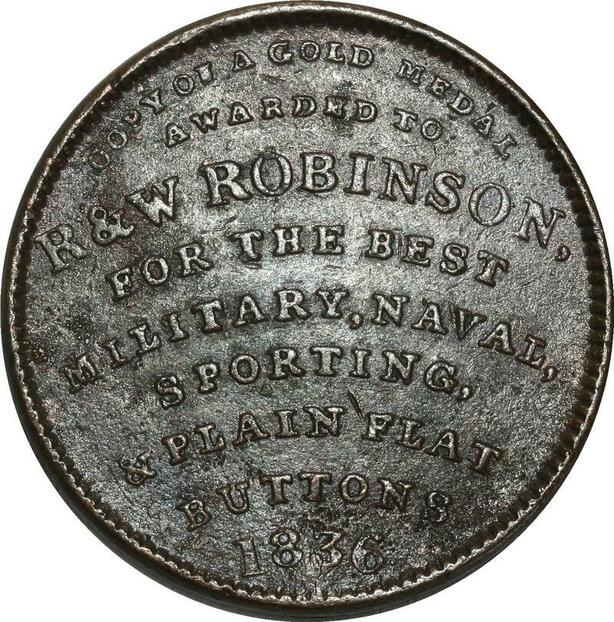 COPY OF A GOLD MEDAL
AWARDED TO
R&W ROBINSON,
FOR THE BEST
MILITARY, NAVAL,
SPORTING,
& PLAIN FLAT
BUTTONS
1836